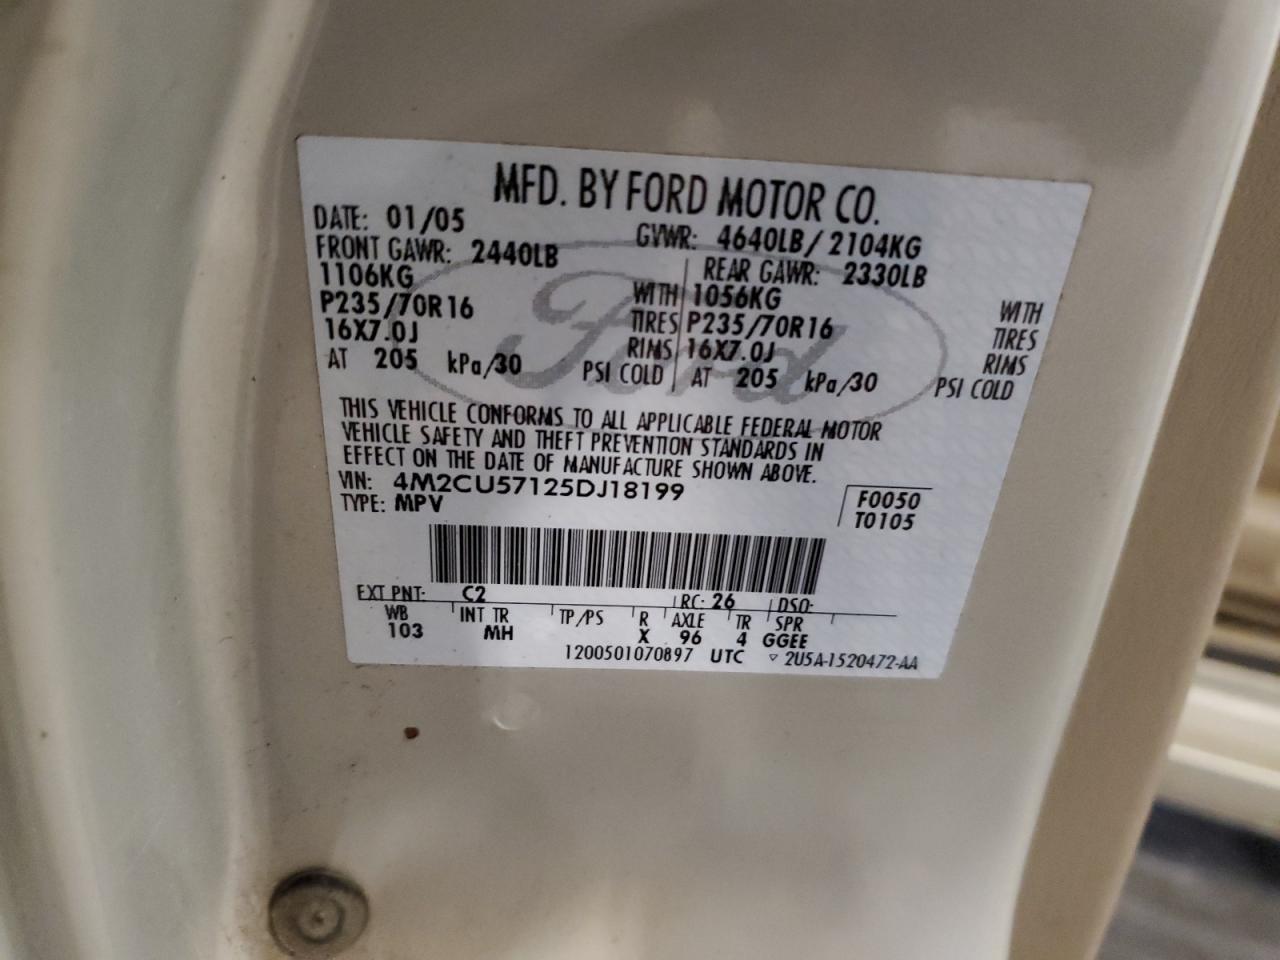 MFD. BY FORD MOTOR CO.
DATE: 01/05 GVWR: 4640LB/ 2104KG
FRONT GAWR: 2440LB REAR GAWR: 2330LB
1106KG WITH 1056KG WITH
P235/70R16 TIRES P235/70R16 TIRES
16X7.0J RIMS 16X7.0J RIMS
AT 205 kPa/30 PSI COLD AT 205 kPa/30 PSI COLD
Ford
THIS VEHICLE CONFORMS TO ALL APPLICABLE FEDERAL MOTOR
VEHICLE SAFETY AND THEFT PREVENTION STANDARDS IN
EFFECT ON THE DATE OF MANUFACTURE SHOWN ABOVE.
VIN: 4M2CU57125DJ18199
TYPE: MPV
F0050
T0105
EXT PNT: C2 RC: 26 DSO:
WB INT TR TP/PS R AXLE TR SPR
103 MH X 96 4 GGEE
1200501070897 UTC ▽ 2U5A-1520472-AA